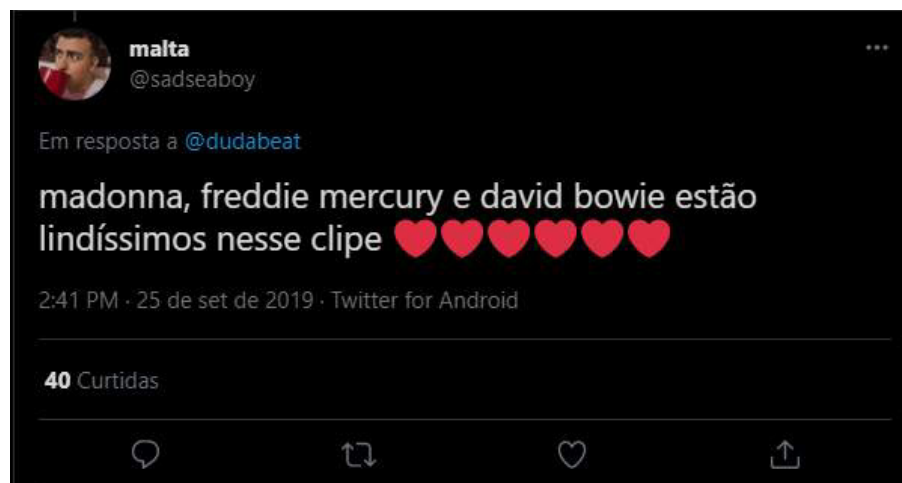 malta
@sadseaboy
Em resposta a @dudabeat
madonna, freddie mercury e david bowie estão
lindíssimos nesse clipe ❤❤❤❤❤❤
2:41 PM · 25 de set de 2019 · Twitter for Android
40 Curtidas